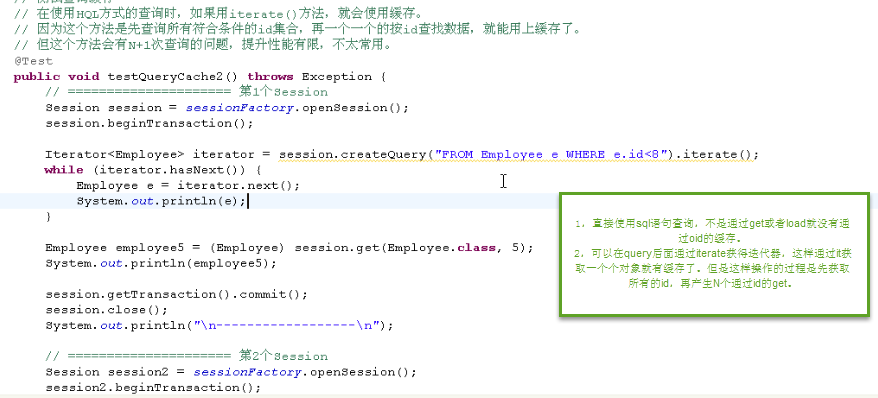 // 在使用HQL方式的查询时，如果用iterate()方法，就会使用缓存。
// 因为这个方法是先查询所有符合条件的id集合，再一个一个的按id查找数据，就能用上缓存了。
// 但这个方法会有N+1次查询的问题，提升性能有限，不太常用。
@Test
public void testQueryCache2() throws Exception {
// ===================== 第1个Session
Session session = sessionFactory.openSession();
session.beginTransaction();
Iterator<Employee> iterator = session.createQuery("FROM Employee e WHERE e.id<8").iterate();
while (iterator.hasNext()) {
Employee e = iterator.next();
System.out.println(e);
}
Employee employee5 = (Employee) session.get(Employee.class, 5);
System.out.println(employee5);
session.getTransaction().commit();
session.close();
System.out.println("\n------------------\n");
// ===================== 第2个Session
Session session2 = sessionFactory.openSession();
session2.beginTransaction();
1，直接使用sql语句查询，不是通过get或者load就没有通
过oid的缓存。
2，可以在query后面通过iterate获得迭代器，这样通过it获
取一个个对象就有缓存了。但是这样操作的过程是先获取
所有的id，再产生N个通过id的get。